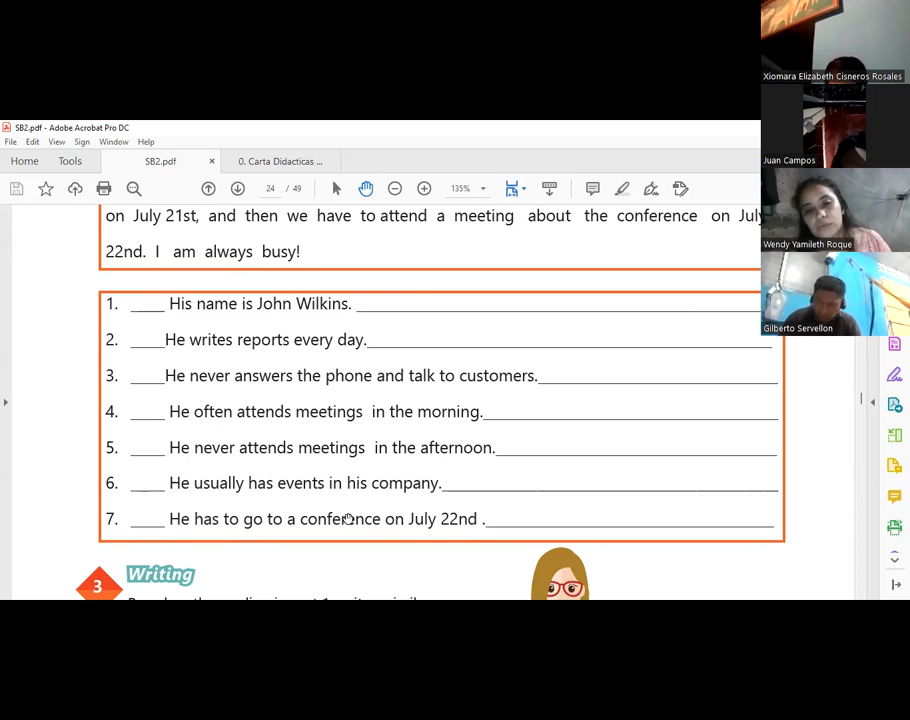 SB2.pdf - Adobe Acrobat Pro DC
File Edit View Sign Window Help
Home Tools SB2.pdf × 0. Carta Didacticas ...
24 / 49 135%
on July 21st, and then we have to attend a meeting about the conference on July
22nd. I am always busy!
1. ____ His name is John Wilkins.
2. ____He writes reports every day.
3. ____He never answers the phone and talk to customers.
4. ____ He often attends meetings in the morning.
5. ____ He never attends meetings in the afternoon.
6. ____ He usually has events in his company.
7. ____ He has to go to a conference on July 22nd .
3 Writing
Xiomara Elizabeth Cisneros Rosales
Juan Campos
Wendy Yamileth Roque
Gilberto Servellon